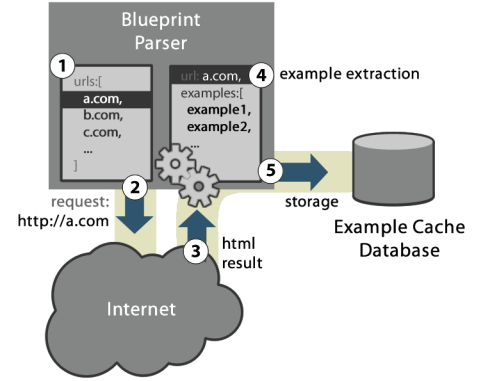 Blueprint
Parser
1
urls:[
a.com,
b.com,
c.com,
...
]
url: a.com,
examples:[
example1,
example2,
...
4
example extraction
2
request:
http://a.com
3
html
result
5
storage
Example Cache
Database
Internet